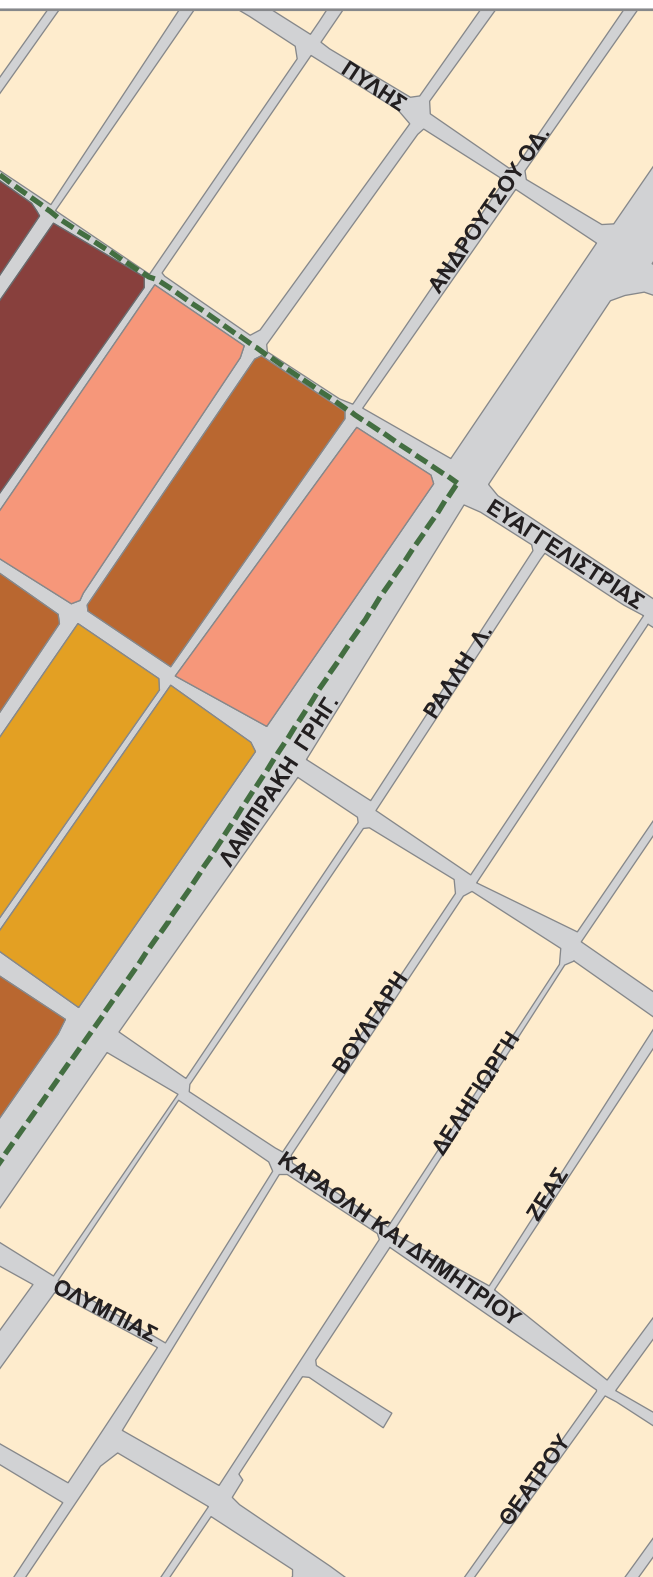 ΠΥΛΗΣ
ΑΝΔΡΟΥΤΣΟΥ ΟΔ.
ΕΥΑΓΓΕΛΙΣΤΡΙΑΣ
ΡΑΛΛΗ Λ.
ΛΑΜΠΡΑΚΗ ΓΡΗΓ.
ΒΟΥΛΓΑΡΗ
ΔΕΛΗΓΙΩΡΓΗ
ΖΕΑΣ
ΚΑΡΑΟΛΗ ΚΑΙ ΔΗΜΗΤΡΙΟΥ
ΟΛΥΜΠΙΑΣ
ΘΕΑΤΡΟΥ